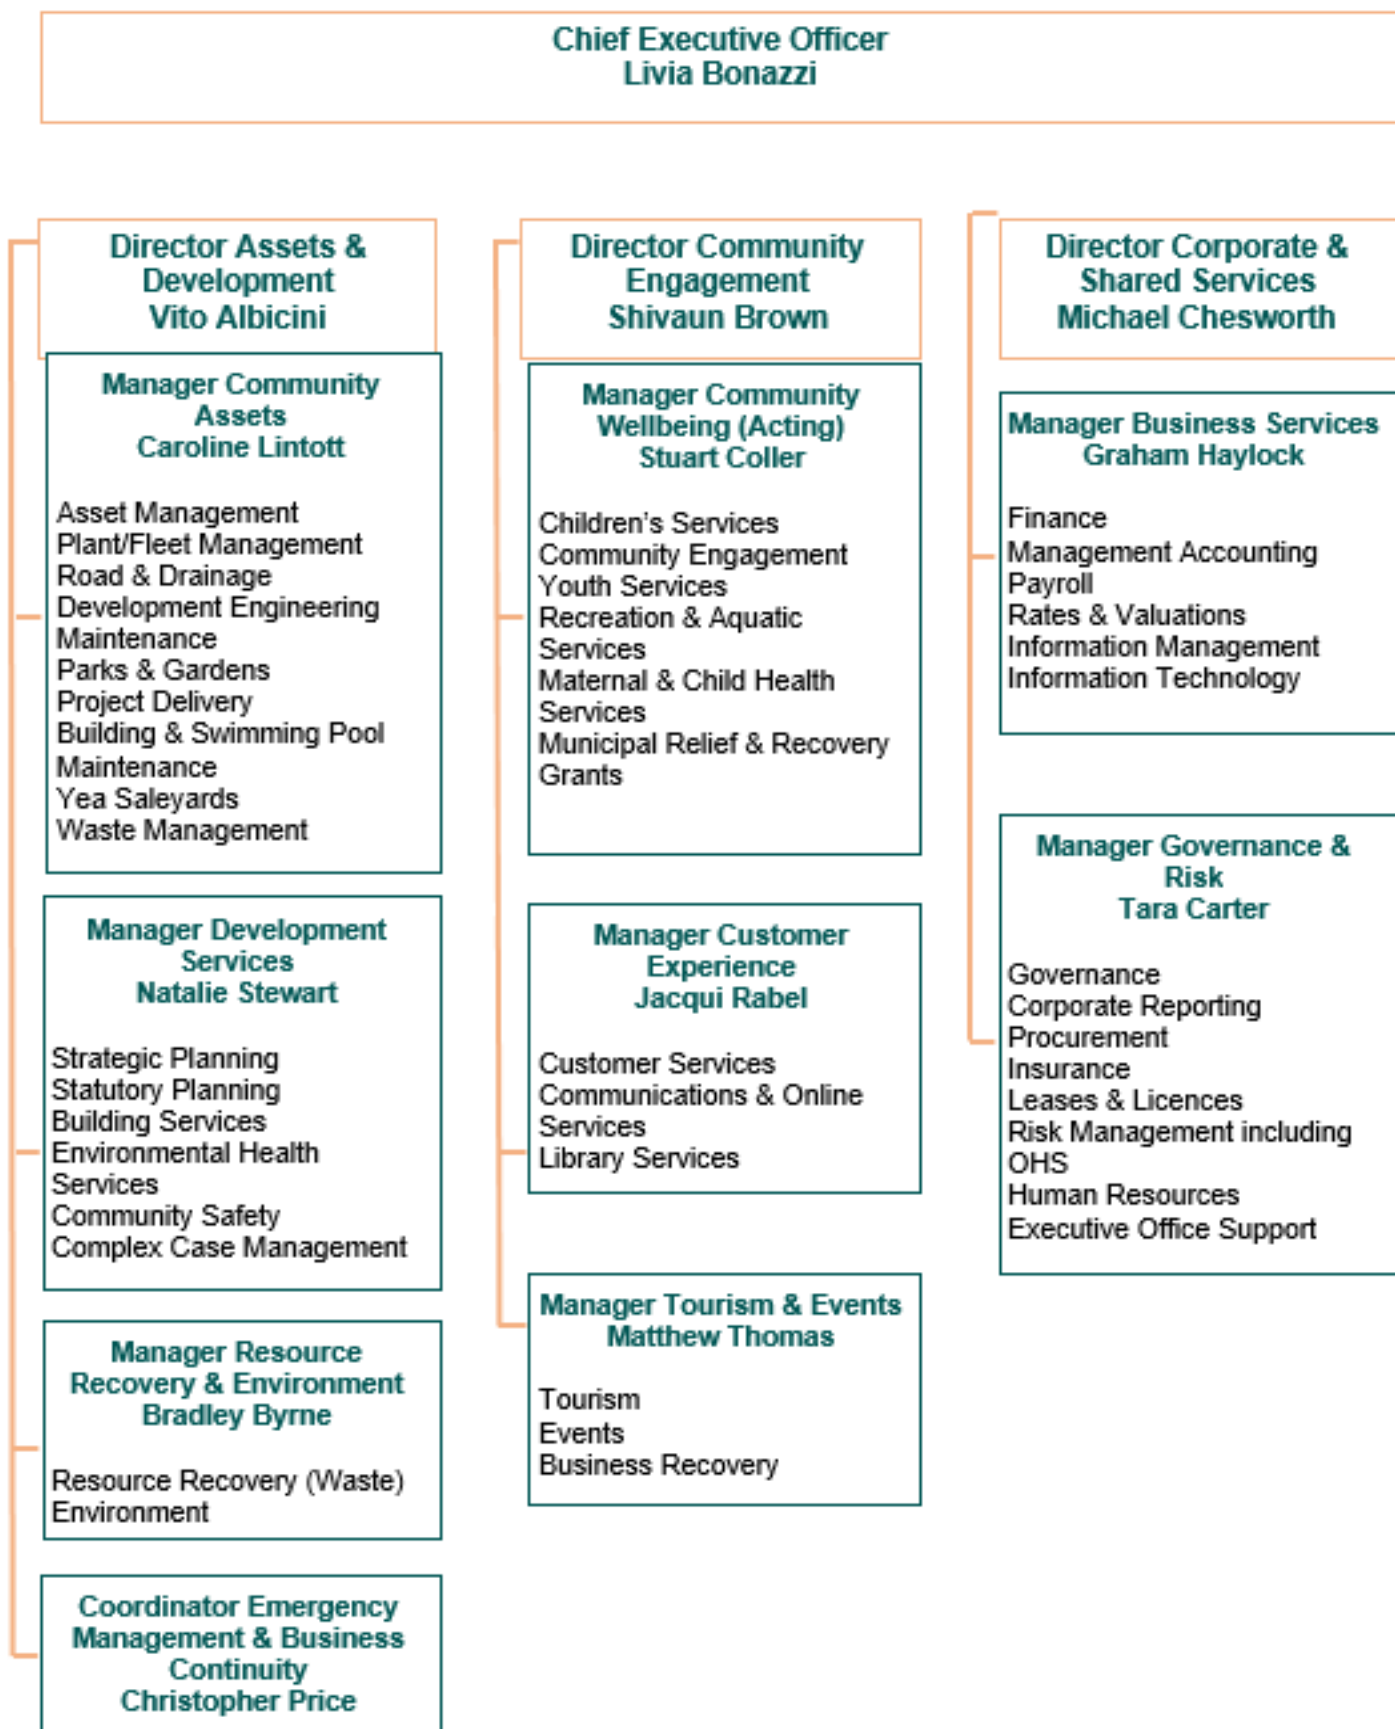 Chief Executive Officer
Livia Bonazzi
Director Assets &
Development
Vito Albicini
Manager Community
Assets
Caroline Lintott
Asset Management
Plant/Fleet Management
Road & Drainage
Development Engineering
Maintenance
Parks & Gardens
Project Delivery
Building & Swimming Pool
Maintenance
Yea Saleyards
Waste Management
Manager Development
Services
Natalie Stewart
Strategic Planning
Statutory Planning
Building Services
Environmental Health
Services
Community Safety
Complex Case Management
Manager Resource
Recovery & Environment
Bradley Byrne
Resource Recovery (Waste)
Environment
Coordinator Emergency
Management & Business
Continuity
Christopher Price
Director Community
Engagement
Shivaun Brown
Manager Community
Wellbeing (Acting)
Stuart Coller
Children’s Services
Community Engagement
Youth Services
Recreation & Aquatic
Services
Maternal & Child Health
Services
Municipal Relief & Recovery
Grants
Manager Customer
Experience
Jacqui Rabel
Customer Services
Communications & Online
Services
Library Services
Manager Tourism & Events
Matthew Thomas
Tourism
Events
Business Recovery
Director Corporate &
Shared Services
Michael Chesworth
Manager Business Services
Graham Haylock
Finance
Management Accounting
Payroll
Rates & Valuations
Information Management
Information Technology
Manager Governance &
Risk
Tara Carter
Governance
Corporate Reporting
Procurement
Insurance
Leases & Licences
Risk Management including
OHS
Human Resources
Executive Office Support